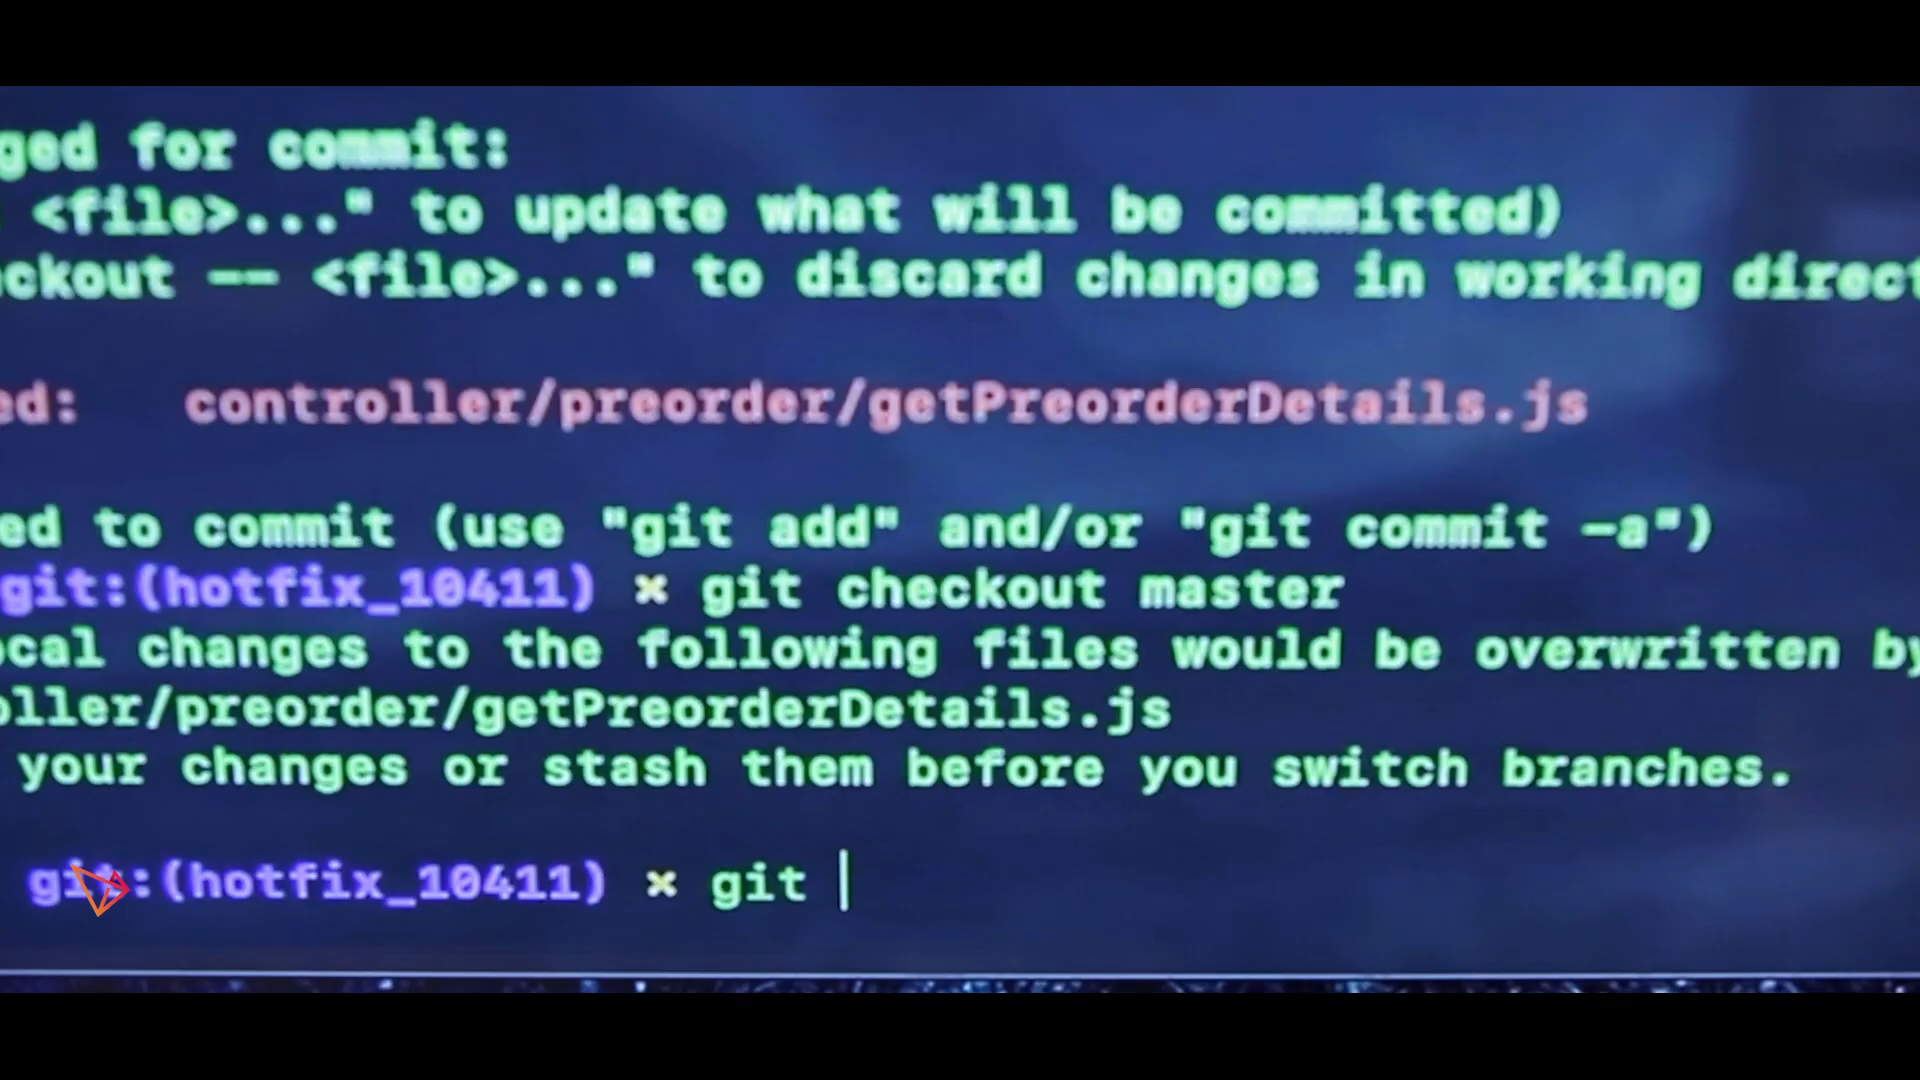 ged for commit:
<file>..." to update what will be committed)
ckout -- <file>..." to discard changes in working direct
ed: controller/preorder/getPreorderDetails.js
ed to commit (use "git add" and/or "git commit -a")
git:(hotfix_10411) × git checkout master
ocal changes to the following files would be overwritten by
oller/preorder/getPreorderDetails.js
your changes or stash them before you switch branches.
git:(hotfix_10411) × git